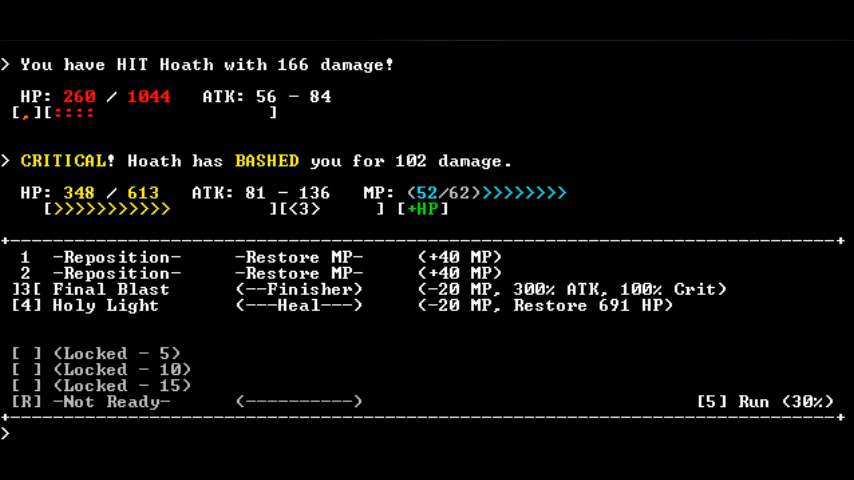 > You have HIT Hoath with 166 damage!
HP: 260 / 1044 ATK: 56 - 84
[,][:::: ]
> CRITICAL! Hoath has BASHED you for 102 damage.
HP: 348 / 613 ATK: 81 - 136 MP: (52/62)>>>>>>>>
[>>>>>>>>>>> ][<3> ] [+HP]
1 -Reposition- -Restore MP- (+40 MP)
2 -Reposition- -Restore MP- (+40 MP)
]3[ Final Blast (--Finisher) (-20 MP, 300% ATK, 100% Crit)
[4] Holy Light (---Heal---) (-20 MP, Restore 691 HP)
[ ] (Locked - 5)
[ ] (Locked - 10)
[ ] (Locked - 15)
[R] -Not Ready- (----------) [5] Run (30%)
>